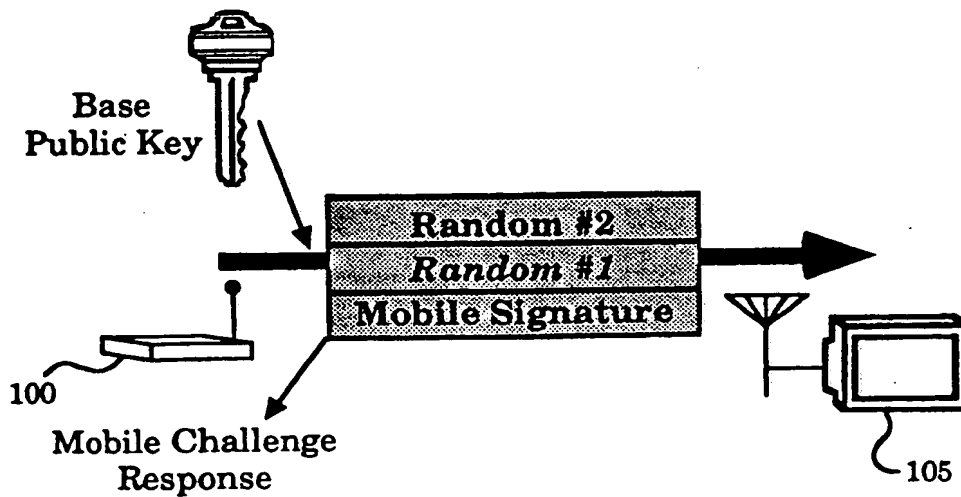 Base
Public Key
Random #2
Random #1
Mobile Signature
100
Mobile Challenge
Response
105